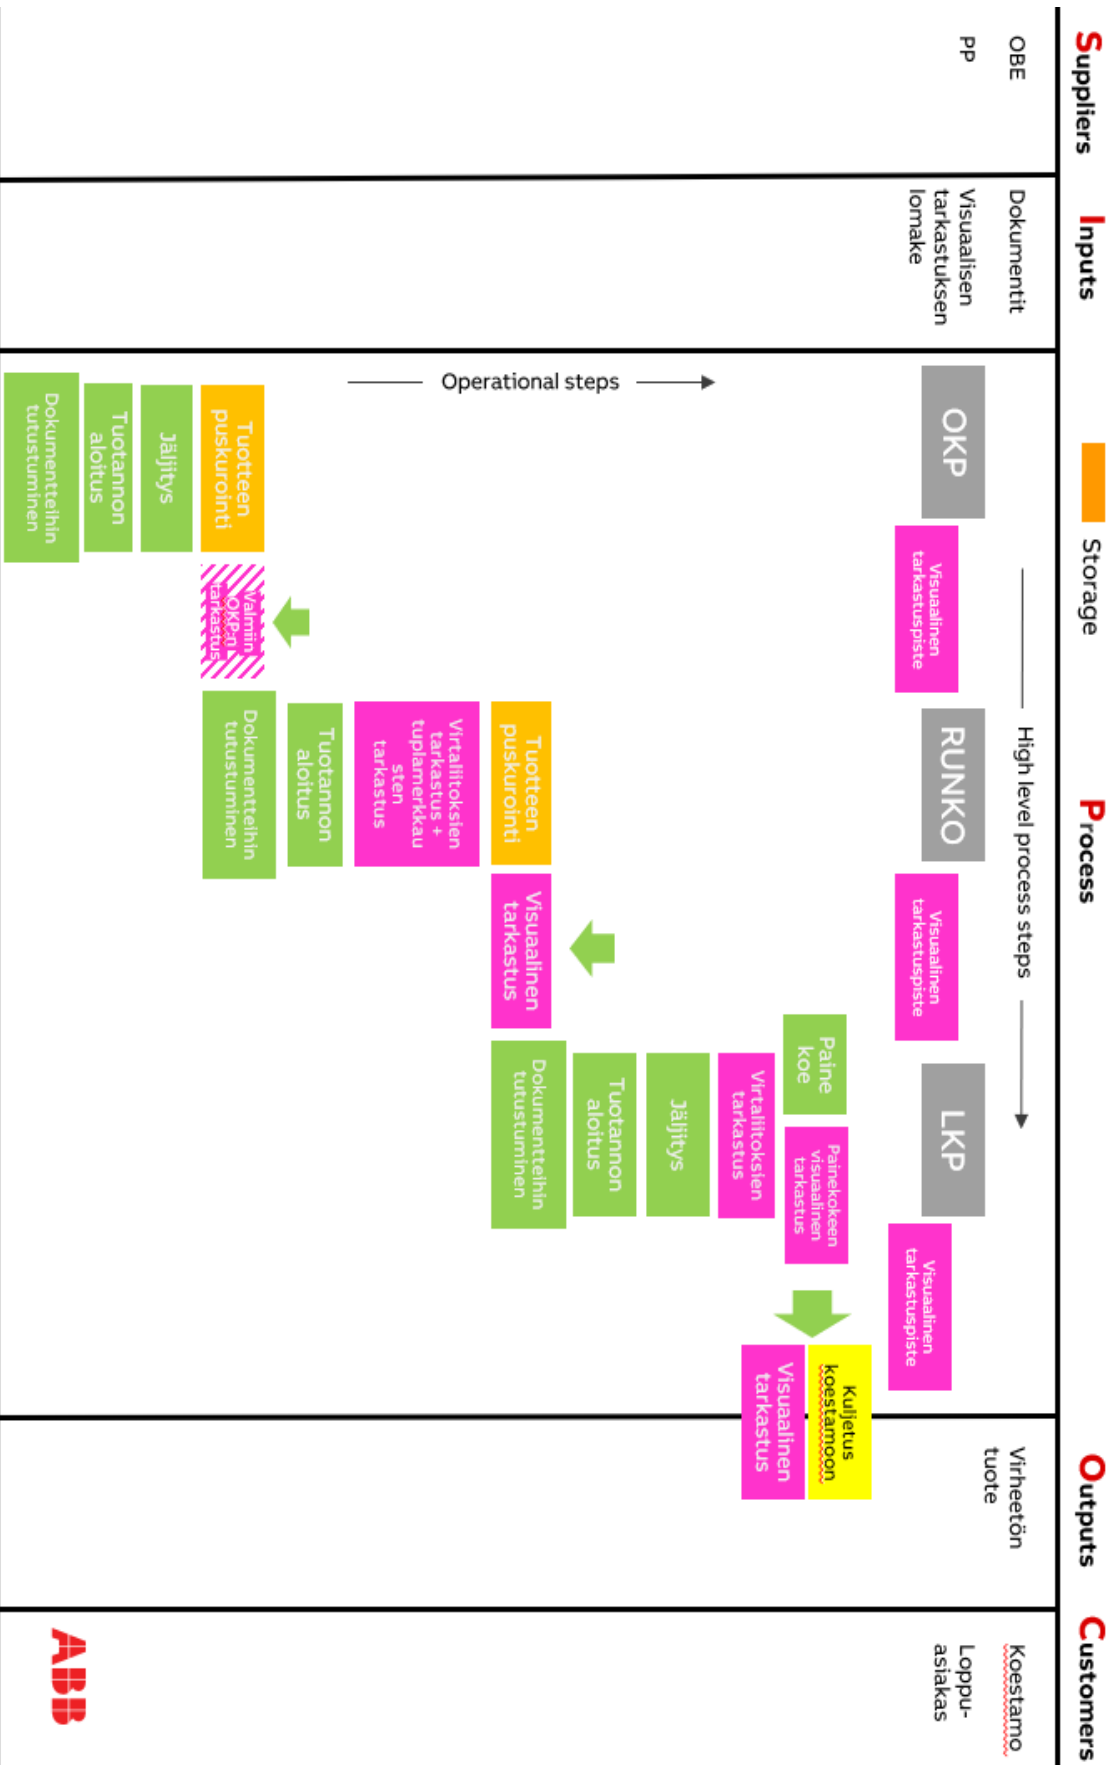 Suppliers
Inputs
Storage
Process
Outputs
Customers
OBE
PP
Dokumentit
Visuaalisen
tarkastuksen
lomake
High level process steps
Operational steps
OKP
Visuaalinen
tarkastuspiste
RUNKO
Visuaalinen
tarkastuspiste
LKP
Visuaalinen
tarkastuspiste
Virheetön
tuote
Koestamo
Loppu-
asiakas
Tuotteen
puskurointi
Jäljitys
Tuotannon
aloitus
Dokumentteihin
tutustuminen
Valmiin
OKP:n
tarkastus
Tuotteen
puskurointi
Virtaliitoksien
tarkastus +
tuplamerkkau
sten
tarkastus
Tuotannon
aloitus
Dokumentteihin
tutustuminen
Visuaalinen
tarkastus
Paine
koe
Painekokeen
visuaalinen
tarkastus
Virtaliitoksien
tarkastus
Jäljitys
Tuotannon
aloitus
Dokumentteihin
tutustuminen
Kuljetus
koestamoon
Visuaalinen
tarkastus
ABB